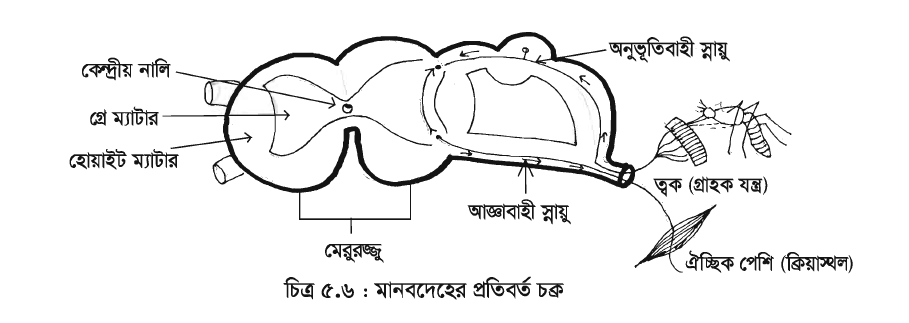 অনুভূতিবাহী স্নায়ু
কেন্দ্রীয় নালি
গ্রে ম্যাটার
হোয়াইট ম্যাটার
ত্বক (গ্রাহক যন্ত্র)
আজ্ঞাবাহী স্নায়ু
মেরুরজ্জু
ঐচ্ছিক পেশি (ক্রিয়াস্থল)
চিত্র ৫.৬ : মানবদেহের প্রতিবর্ত চক্র